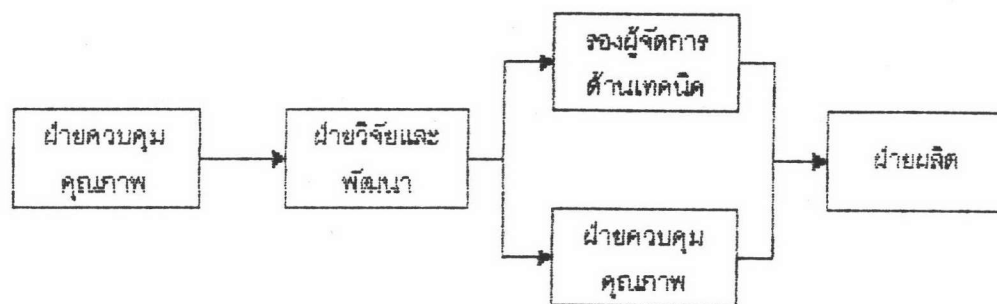 ฝ่ายควบคุม
คุณภาพ
ฝ่ายวิจัยและ
พัฒนา
รองผู้จัดการ
ด้านเทคนิค
ฝ่ายควบคุม
คุณภาพ
ฝ่ายผลิต